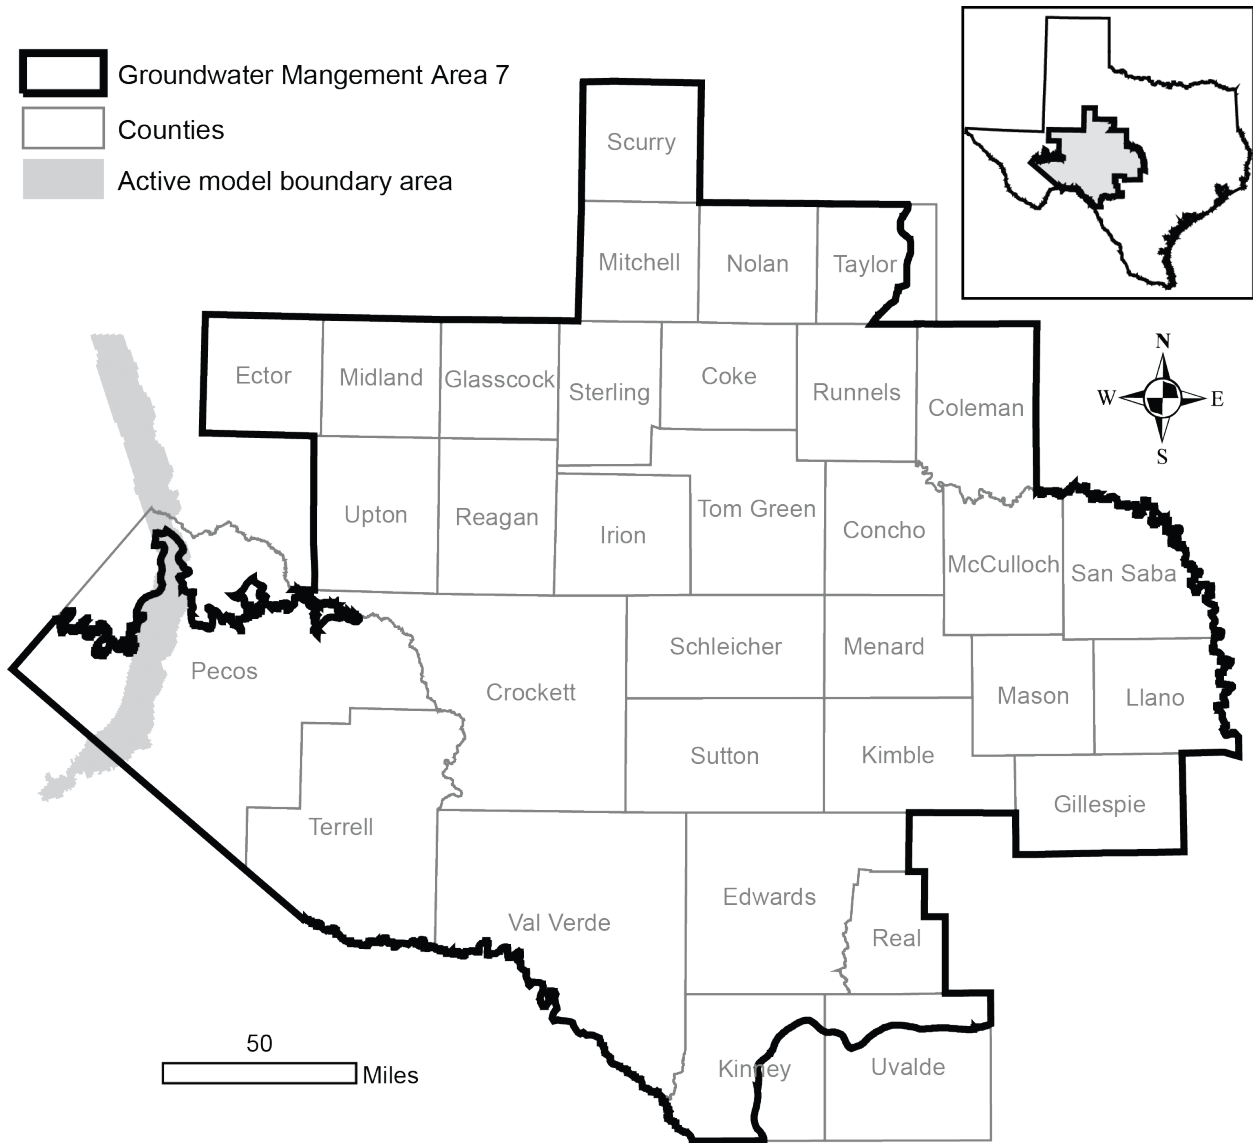 Groundwater Mangement Area 7
Counties
Active model boundary area
Scurry
Mitchell
Nolan
Taylor
Ector
Midland
Glasscock
Sterling
Coke
Runnels
Coleman
N
W
E
S
Upton
Reagan
Irion
Tom Green
Concho
McCulloch
San Saba
Pecos
Crockett
Schleicher
Menard
Mason
Llano
Sutton
Kimble
Gillespie
Terrell
Val Verde
Edwards
Real
Kinney
Uvalde
50
Miles